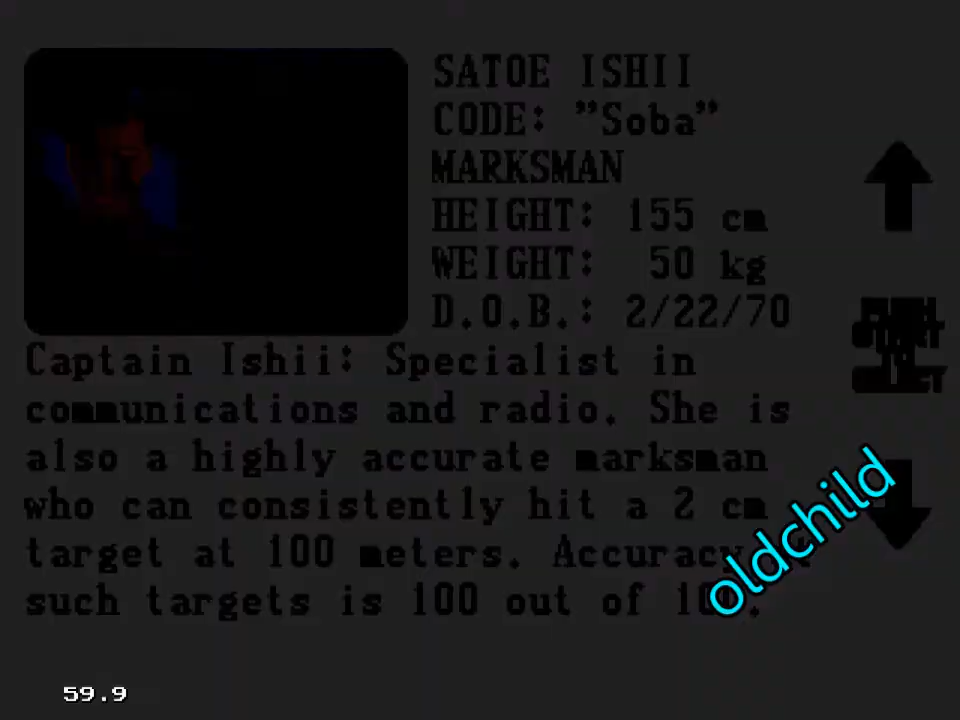 SATOE ISHII
CODE: "Soba"
MARKSMAN
HEIGHT: 155 cm
WEIGHT: 50 kg
D.O.B.: 2/22/70
Captain Ishii: Specialist in
communications and radio. She is
also a highly accurate marksman
who can consistently hit a 2 cm
target at 100 meters. Accuracy
such targets is 100 out of 100.
oldchild
59.9